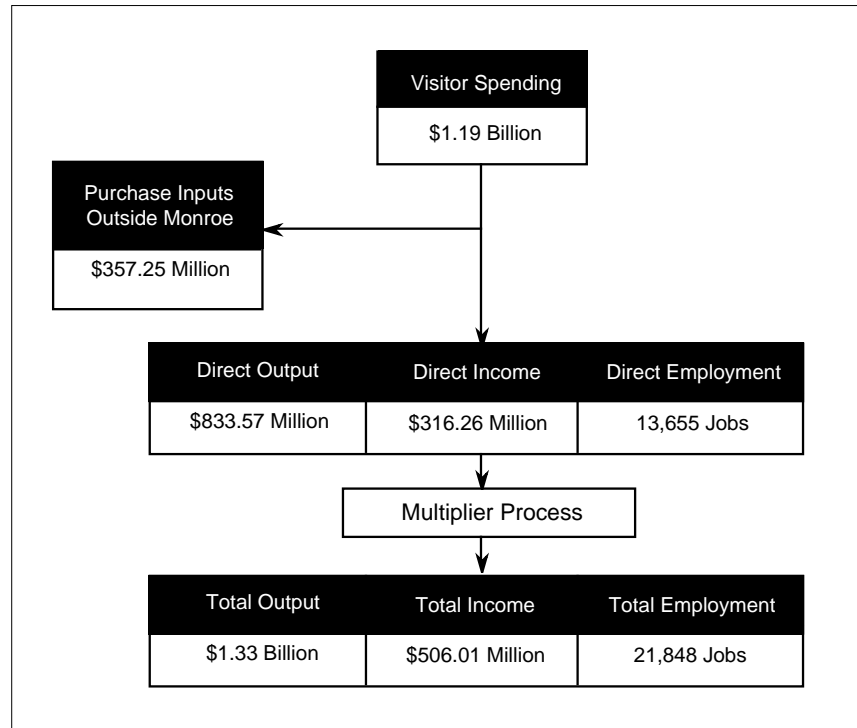 Visitor Spending
$1.19 Billion
Purchase Inputs
Outside Monroe
$357.25 Million
Direct Output
Direct Income
Direct Employment
$833.57 Million
$316.26 Million
13,655 Jobs
Multiplier Process
Total Output
Total Income
Total Employment
$1.33 Billion
$506.01 Million
21,848 Jobs